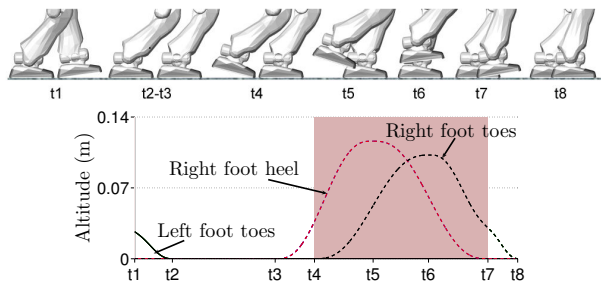 t1 t2-t3 t4 t5 t6 t7 t8
0.14
Right foot toes
Right foot heel
0.07
Altitude (m)
Left foot toes
0
t1 t2 t3 t4 t5 t6 t7 t8